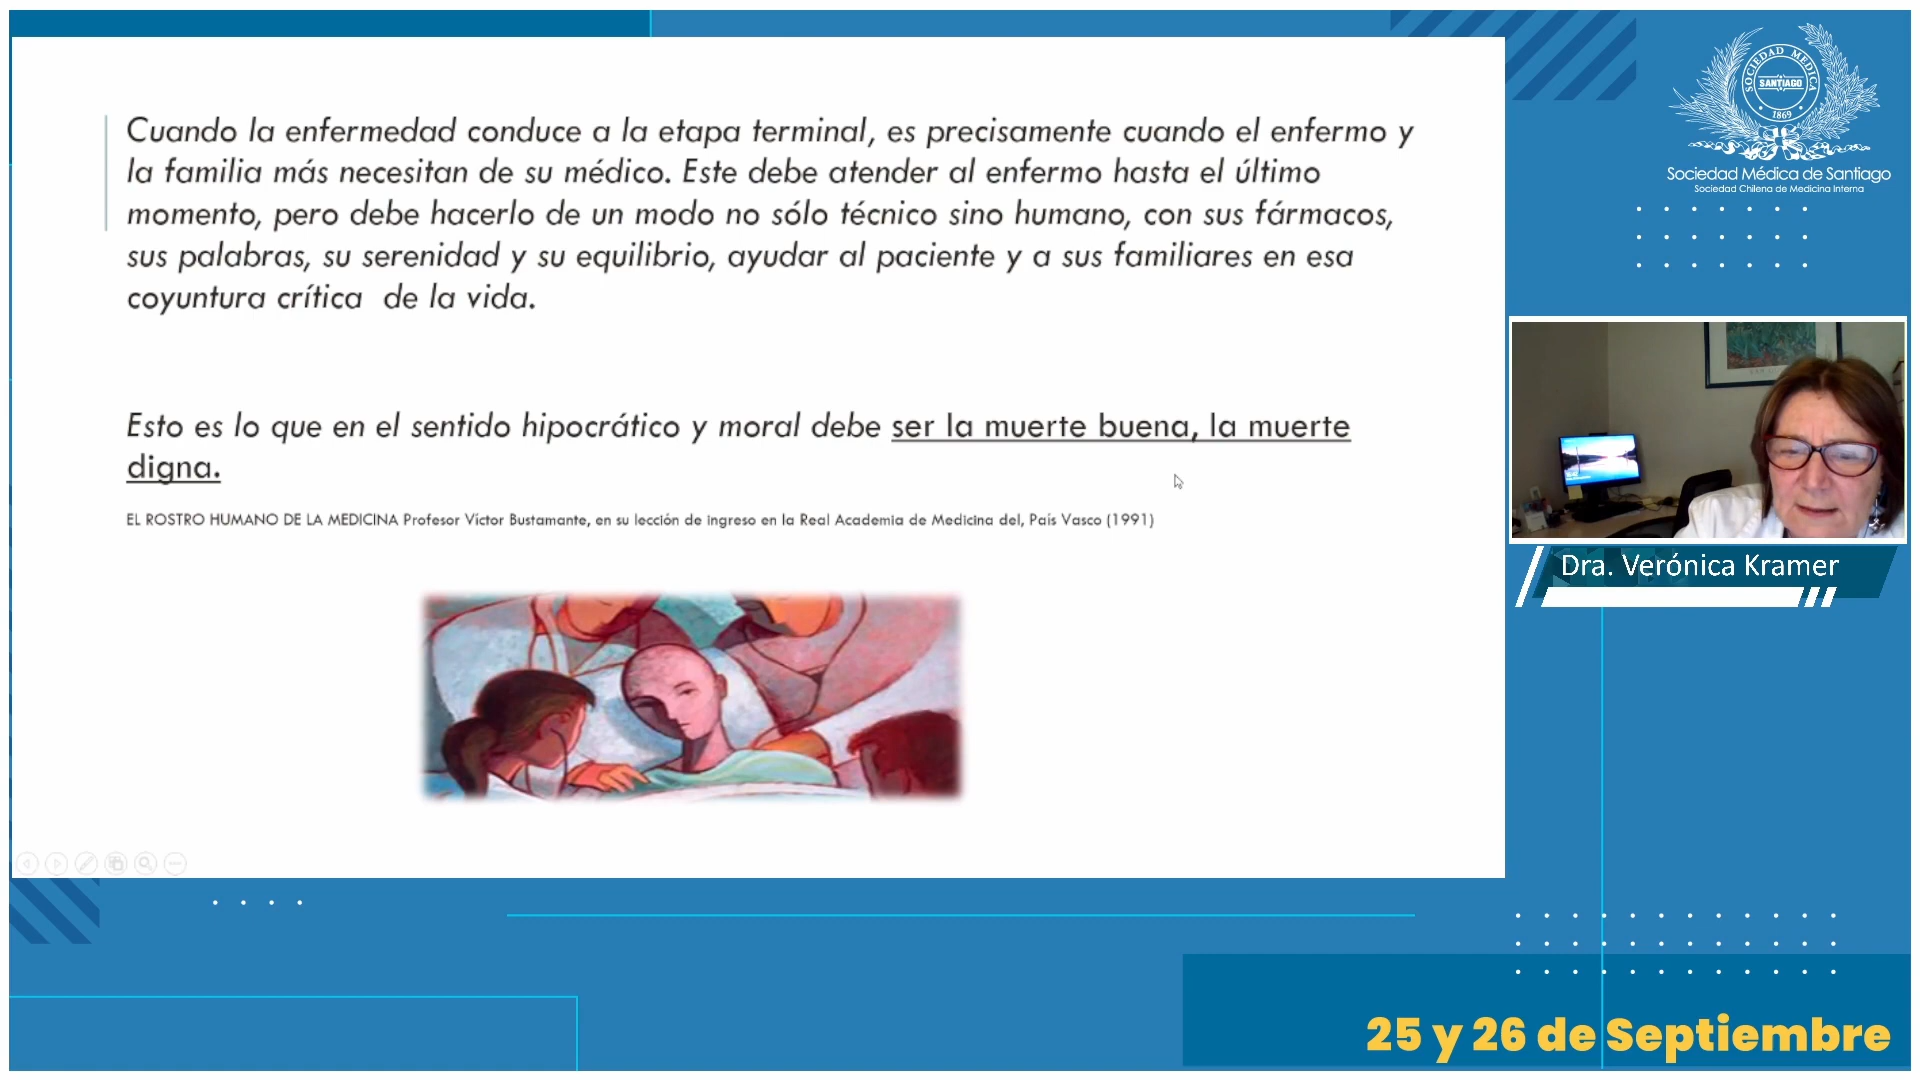 Cuando la enfermedad conduce a la etapa terminal, es precisamente cuando el enfermo y
la familia más necesitan de su médico. Este debe atender al enfermo hasta el último
momento, pero debe hacerlo de un modo no sólo técnico sino humano, con sus fármacos,
sus palabras, su serenidad y su equilibrio, ayudar al paciente y a sus familiares en esa
coyuntura crítica  de la vida.
Esto es lo que en el sentido hipocrático y moral debe ser la muerte buena, la muerte
digna.
EL ROSTRO HUMANO DE LA MEDICINA Profesor Víctor Bustamante, en su lección de ingreso en la Real Academia de Medicina del, País Vasco (1991)
SOCIEDAD MEDICA
SANTIAGO
1869
Sociedad Médica de Santiago
Sociedad Chilena de Medicina Interna
Dra. Verónica Kramer
25 y 26 de Septiembre